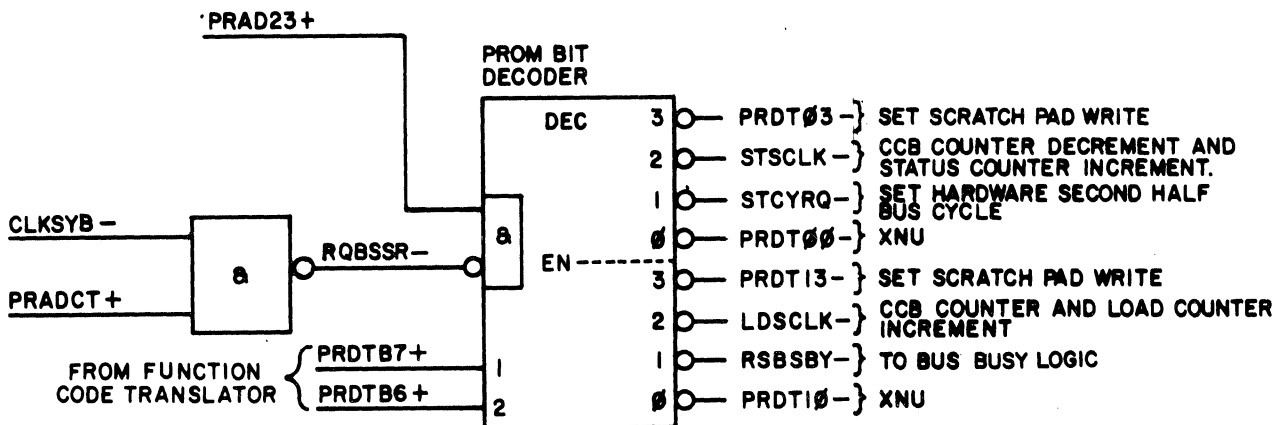 PRAD23+
PROM BIT
DECODER
DEC
3 PRDTØ3-} SET SCRATCH PAD WRITE
2 STSCLK-} CCB COUNTER DECREMENT AND
STATUS COUNTER INCREMENT.
1 STCYRQ-} SET HARDWARE SECOND HALF
BUS CYCLE
Ø PRDTØØ-} XNU
CLKSYB-
&
RQBSSR-
&
EN
PRADCT+
3 PRDT13-} SET SCRATCH PAD WRITE
2 LDSCLK-} CCB COUNTER AND LOAD COUNTER
INCREMENT
1 RSBSBY-} TO BUS BUSY LOGIC
Ø PRDT1Ø-} XNU
FROM FUNCTION
CODE TRANSLATOR
PRDTB7+ 1
PRDTB6+ 2